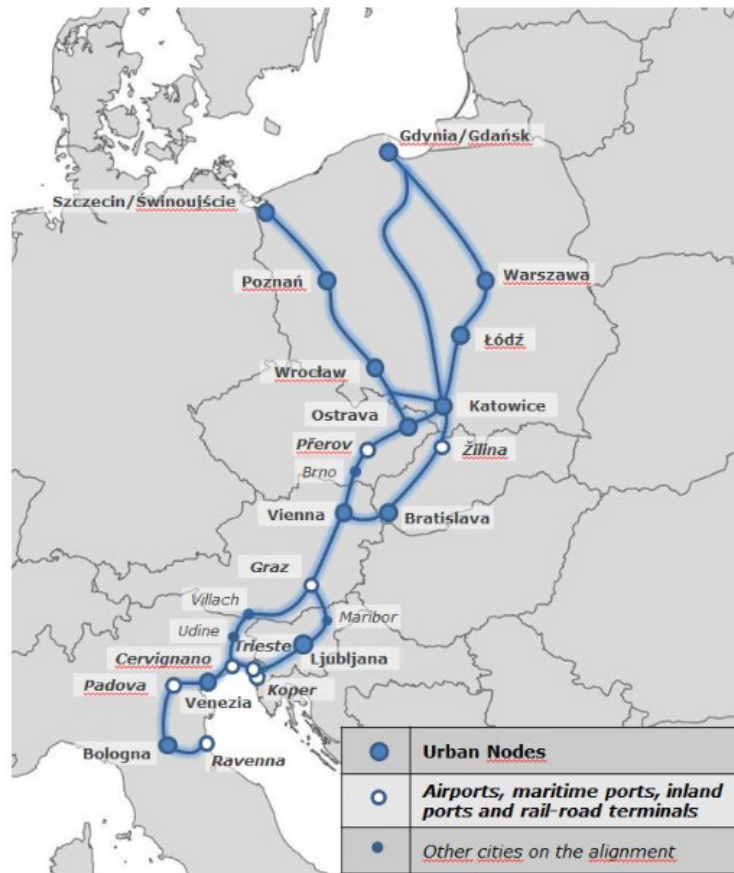 Gdynia/Gdańsk
Szczecin/Świnoujście
Poznań
Warszawa
Łódź
Wrocław
Katowice
Ostrava
Přerov
Žilina
Brno
Vienna
Bratislava
Graz
Villach
Maribor
Udine
Trieste
Cervignano
Ljubljana
Padova
Koper
Venezia
Bologna
Ravenna
Urban Nodes
Airports, maritime ports, inland
ports and rail-road terminals
Other cities on the alignment